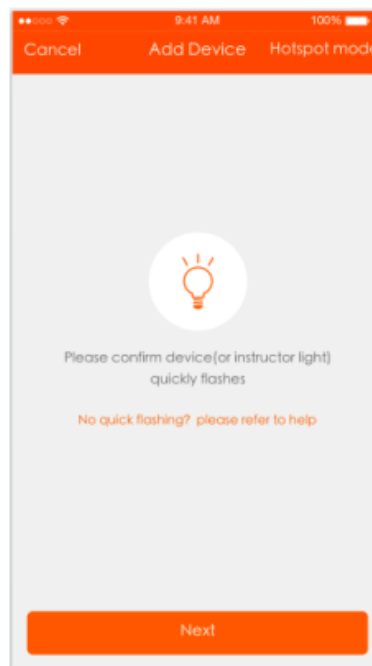 9:41 AM 100%
Cancel Add Device Hotspot mode
Please confirm device(or instructor light)
quickly flashes
No quick flashing? please refer to help
Next